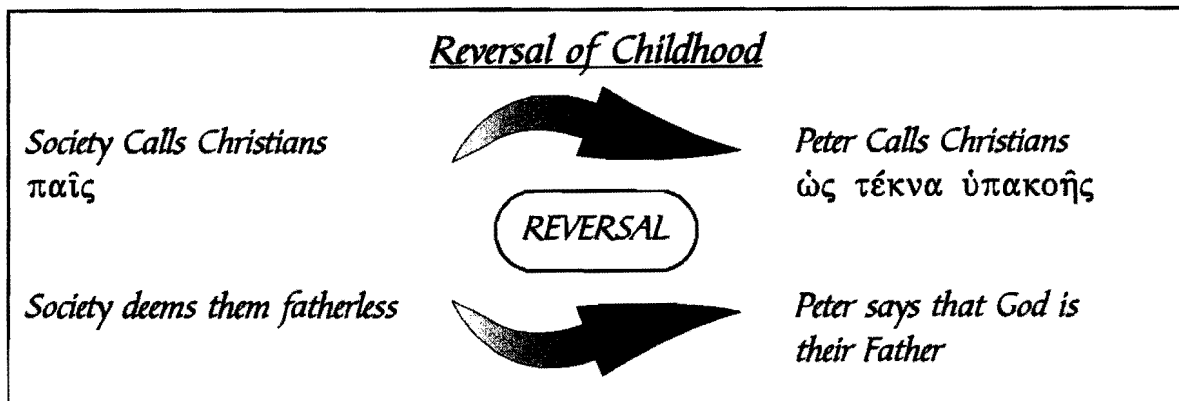 Reversal of Childhood
Society Calls Christians
παῖς
Peter Calls Christians
ὡς τέκνα ὑπακοῆς
REVERSAL
Society deems them fatherless
Peter says that God is
their Father